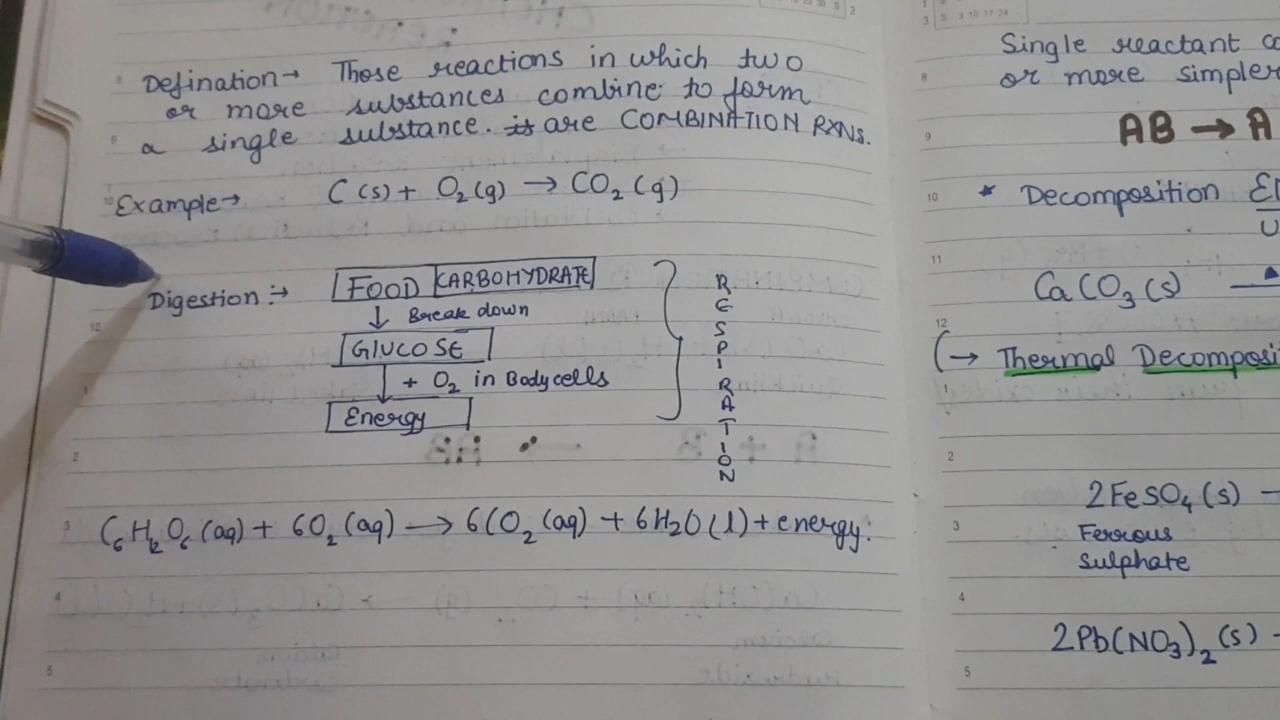 Defination → Those reactions in which two
or more substances combine to form
a single substance. are COMBINATION RXNS.
Example → C (s) + O₂ (g) → CO₂ (g)
Digestion :→ FOOD CARBOHYDRATE
↓ Break down
GLUCOSE
↓ + O₂ in Body cells
Energy
RESPIRATION
C₆H₁₂O₆ (aq) + 6O₂ (aq) → 6CO₂ (aq) + 6H₂O (l) + energy.
Single reactant
or more simpler
AB → A
* Decomposition
CaCO₃ (s)
(→ Thermal
2FeSO₄ (s) –
Ferrous
sulphate
2Pb(NO₃)₂ (s) –